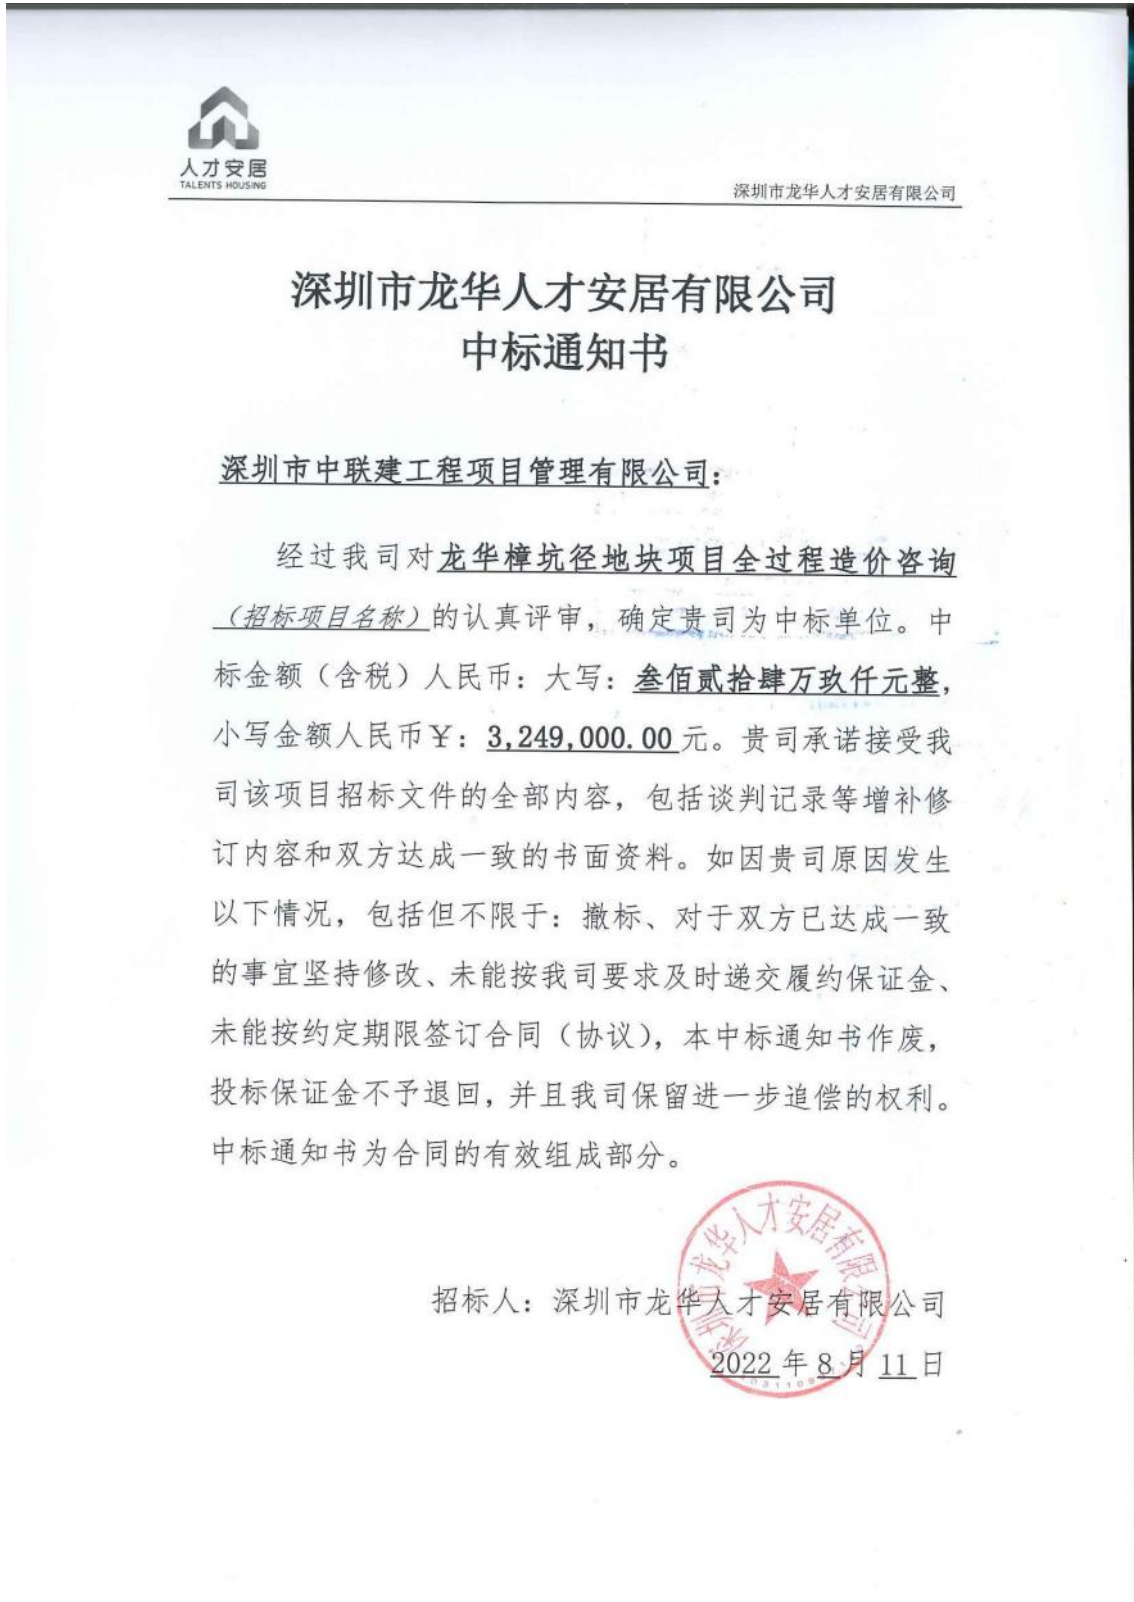 人才安居
TALENTS HOUSING
深圳市龙华人才安居有限公司
深圳市龙华人才安居有限公司
中标通知书
深圳市中联建工程项目管理有限公司：
经过我司对龙华樟坑径地块项目全过程造价咨询
（招标项目名称）的认真评审，确定贵司为中标单位。中
标金额（含税）人民币：大写：叁佰贰拾肆万玖仟元整，
小写金额人民币￥：3,249,000.00元。贵司承诺接受我
司该项目招标文件的全部内容，包括谈判记录等增补修
订内容和双方达成一致的书面资料。如因贵司原因发生
以下情况，包括但不限于：撤标、对于双方已达成一致
的事宜坚持修改、未能按我司要求及时递交履约保证金、
未能按约定期限签订合同（协议），本中标通知书作废，
投标保证金不予退回，并且我司保留进一步追偿的权利。
中标通知书为合同的有效组成部分。
深圳市龙华人才安居有限公司
招标人：深圳市龙华人才安居有限公司
2022年8月11日